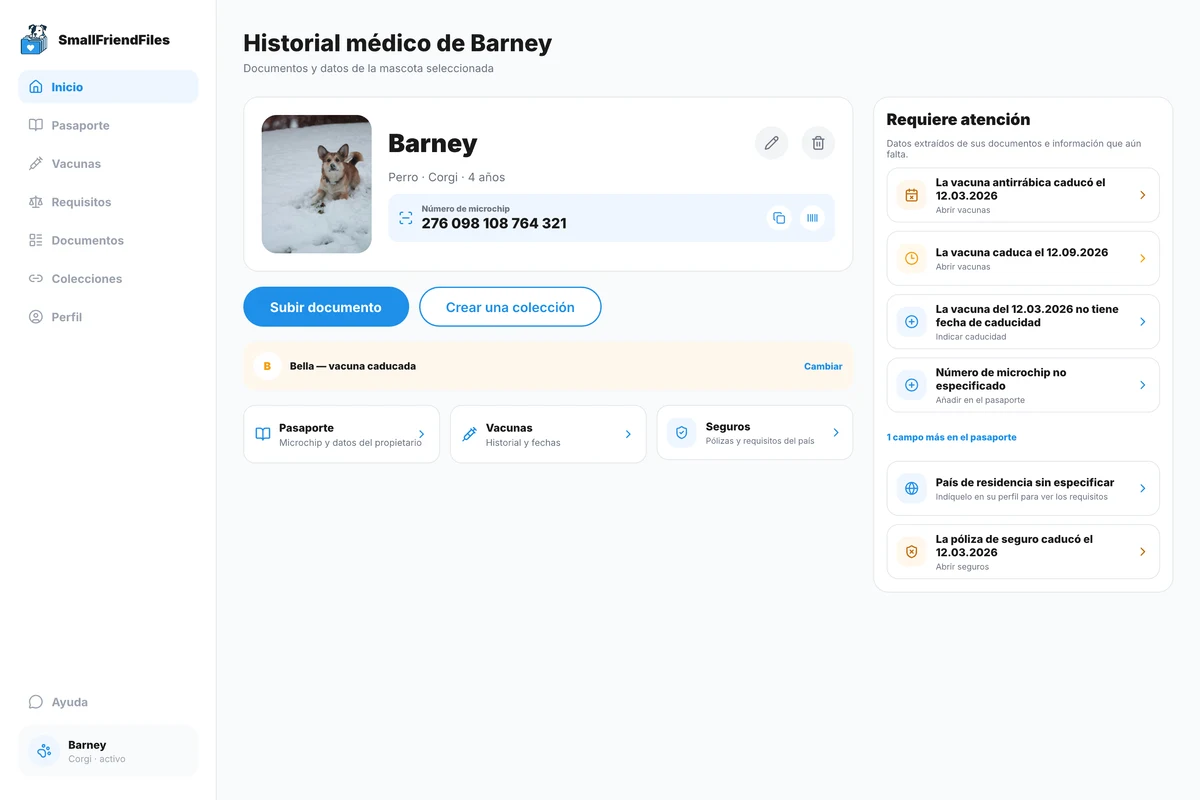 SmallFriendFiles
Inicio
Pasaporte
Vacunas
Requisitos
Documentos
Colecciones
Perfil
Ayuda
Barney
Corgi · activo
Historial médico de Barney
Documentos y datos de la mascota seleccionada
Barney
Perro · Corgi · 4 años
Número de microchip
276 098 108 764 321
Subir documento
Crear una colección
B
Bella — vacuna caducada
Cambiar
Pasaporte
Microchip y datos del propietario
Vacunas
Historial y fechas
Seguros
Pólizas y requisitos del país
Requiere atención
Datos extraídos de sus documentos e información que aún
falta.
La vacuna antirrábica caducó el
12.03.2026
Abrir vacunas
La vacuna caduca el 12.09.2026
Abrir vacunas
La vacuna del 12.03.2026 no tiene
fecha de caducidad
Indicar caducidad
Número de microchip no
especificado
Añadir en el pasaporte
1 campo más en el pasaporte
País de residencia sin especificar
Indíquelo en su perfil para ver los requisitos
La póliza de seguro caducó el
12.03.2026
Abrir seguros